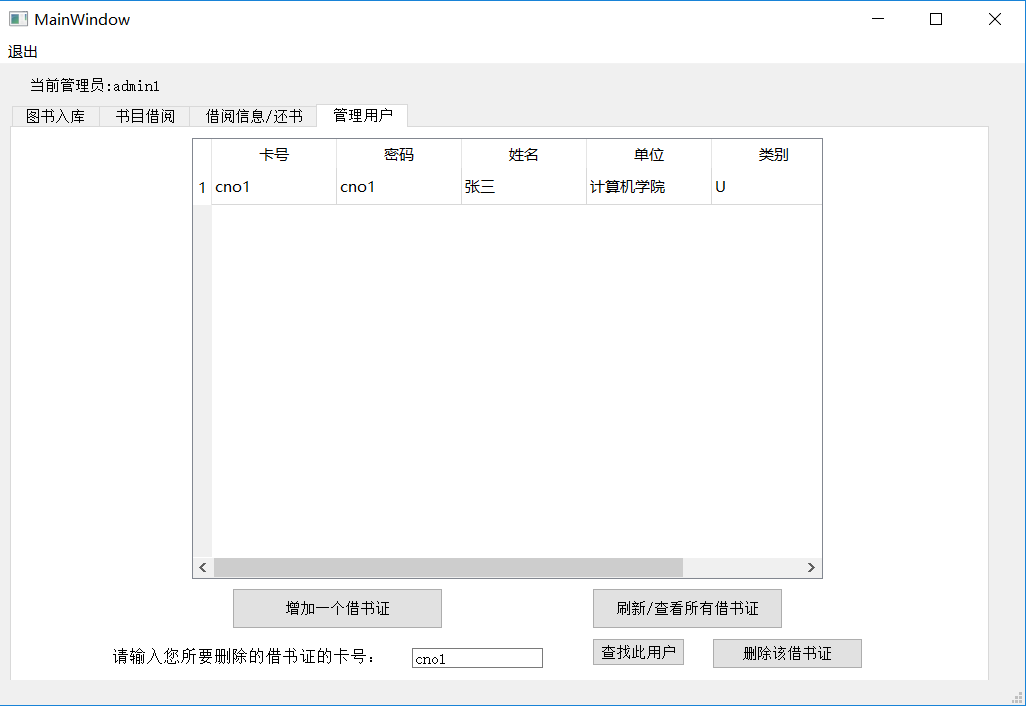 MainWindow
退出
当前管理员:admin1
图书入库 书目借阅 借阅信息/还书 管理用户
卡号 密码 姓名 单位 类别
1 cno1 cno1 张三 计算机学院 U
增加一个借书证 刷新/查看所有借书证
请输入您所要删除的借书证的卡号： cno1 查找此用户 删除该借书证